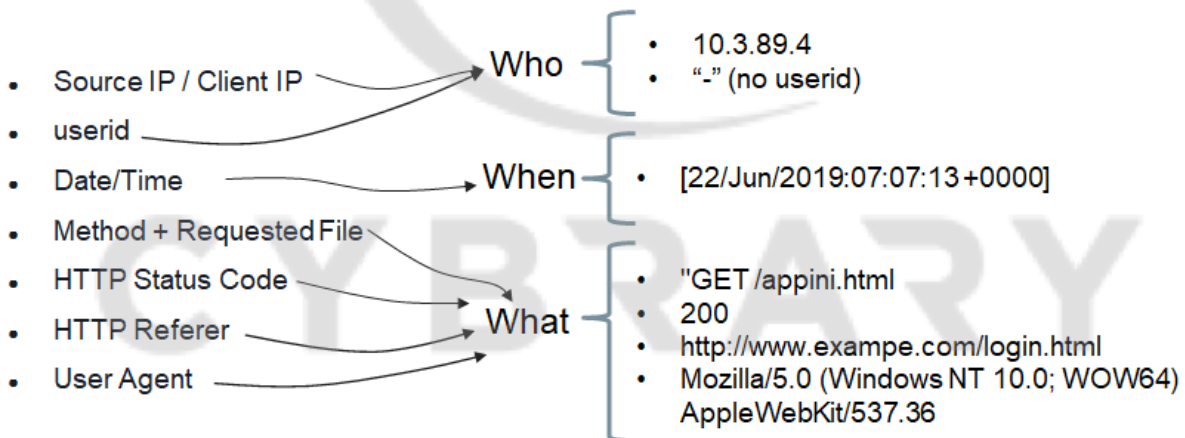 • Source IP / Client IP
• userid
• Date/Time
• Method + Requested File
• HTTP Status Code
• HTTP Referer
• User Agent
Who
• 10.3.89.4
• “-” (no userid)
When
• [22/Jun/2019:07:07:13 +0000]
What
• "GET /appini.html
• 200
• http://www.exampe.com/login.html
• Mozilla/5.0 (Windows NT 10.0; WOW64)
AppleWebKit/537.36
CYBRARY